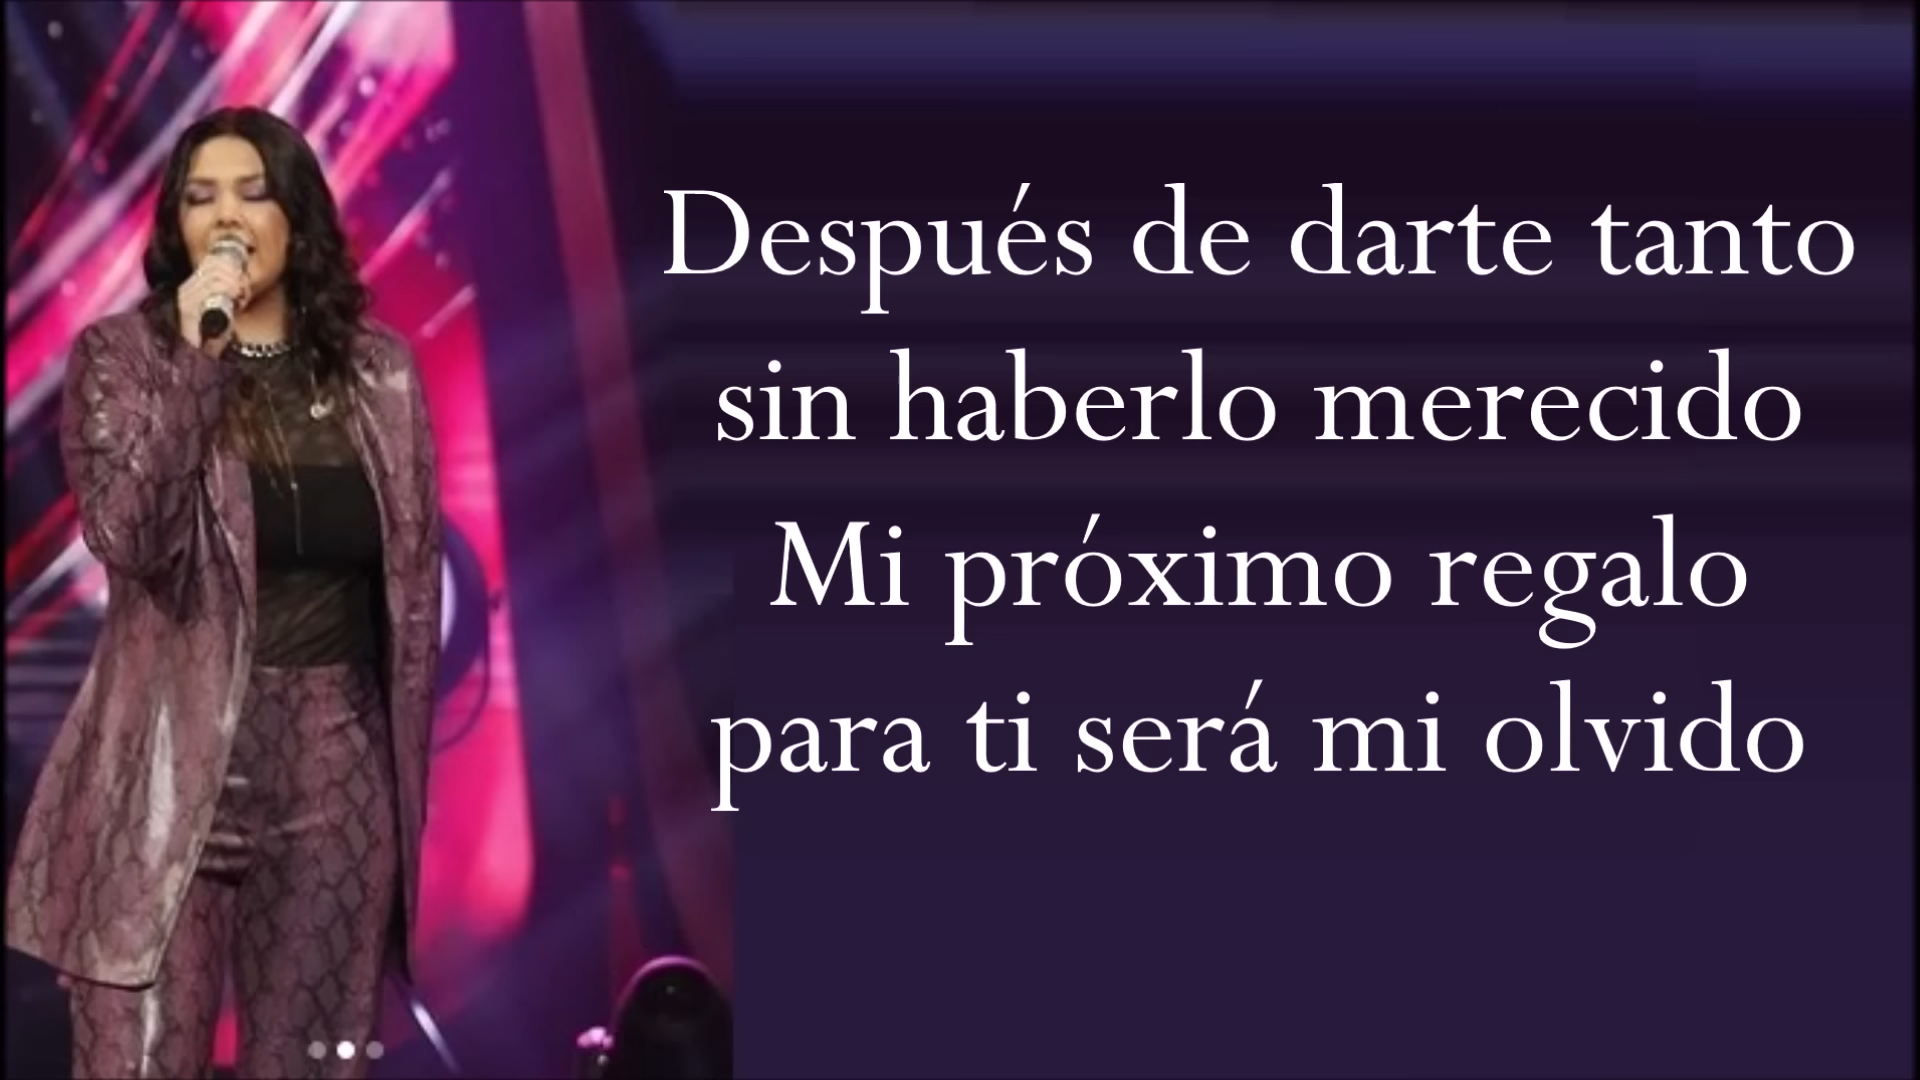 Después de darte tanto
sin haberlo merecido
Mi próximo regalo
para ti será mi olvido